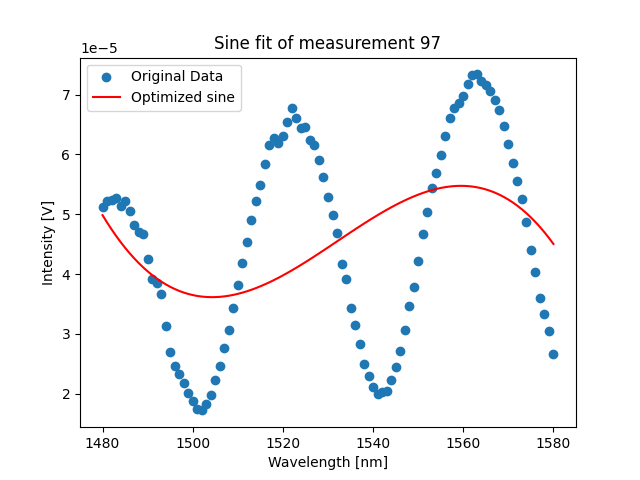 Sine fit of measurement 97
1e−5
Original Data
Optimized sine
7
6
5
4
3
2
Intensity [V]
1480 1500 1520 1540 1560 1580
Wavelength [nm]